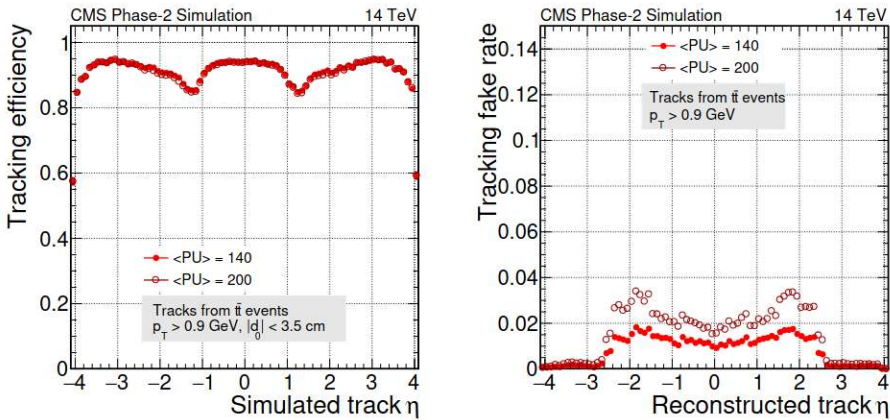 CMS Phase-2 Simulation 14 TeV
Tracking efficiency
1
0.8
0.6
0.4
0.2
0
<PU> = 140
<PU> = 200
Tracks from tt̄ events
p_T > 0.9 GeV, |d_0| < 3.5 cm
−4 −3 −2 −1 0 1 2 3 4
Simulated track η
CMS Phase-2 Simulation 14 TeV
Tracking fake rate
0.14
0.12
0.1
0.08
0.06
0.04
0.02
0
<PU> = 140
<PU> = 200
Tracks from tt̄ events
p_T > 0.9 GeV
−4 −3 −2 −1 0 1 2 3 4
Reconstructed track η